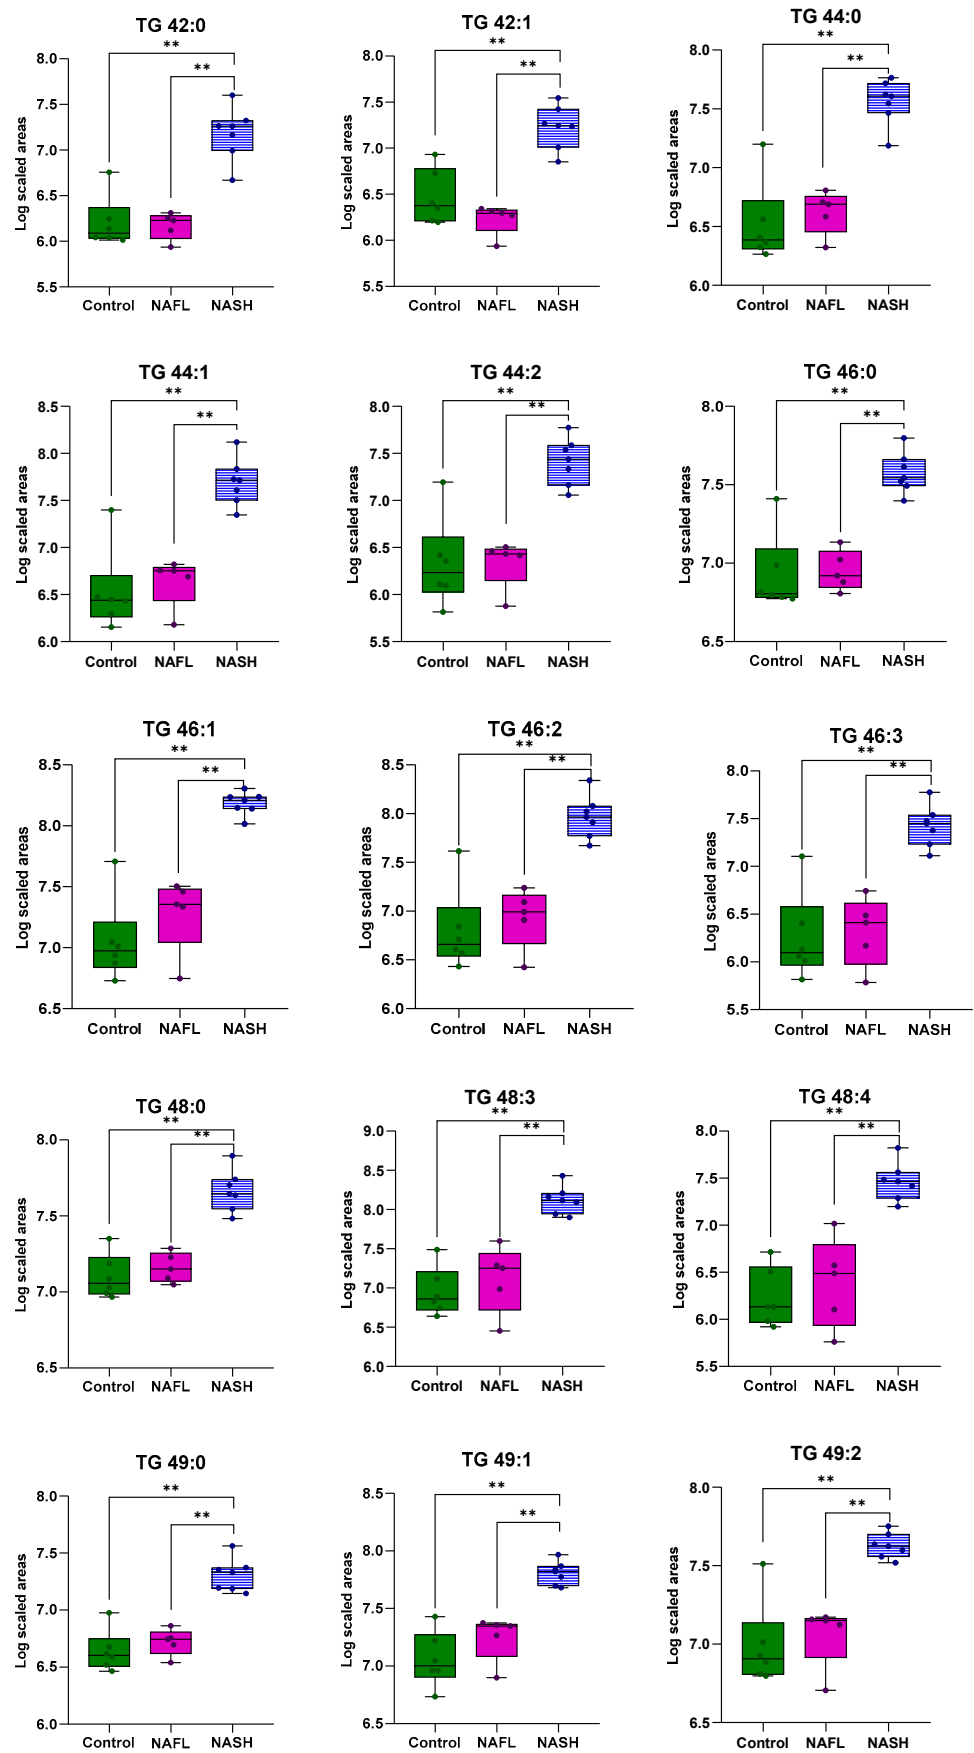 TG 42:0
**
**
Log scaled areas
8.0
7.5
7.0
6.5
6.0
5.5
Control NAFL NASH
TG 42:1
**
**
Log scaled areas
8.0
7.5
7.0
6.5
6.0
5.5
Control NAFL NASH
TG 44:0
**
**
Log scaled areas
8.0
7.5
7.0
6.5
6.0
Control NAFL NASH
TG 44:1
**
**
Log scaled areas
8.5
8.0
7.5
7.0
6.5
6.0
Control NAFL NASH
TG 44:2
**
**
Log scaled areas
8.0
7.5
7.0
6.5
6.0
5.5
Control NAFL NASH
TG 46:0
**
**
Log scaled areas
8.0
7.5
7.0
6.5
Control NAFL NASH
TG 46:1
**
**
Log scaled areas
8.5
8.0
7.5
7.0
6.5
Control NAFL NASH
TG 46:2
**
**
Log scaled areas
8.5
8.0
7.5
7.0
6.5
6.0
Control NAFL NASH
TG 46:3
**
**
Log scaled areas
8.0
7.5
7.0
6.5
6.0
5.5
Control NAFL NASH
TG 48:0
**
**
Log scaled areas
8.0
7.5
7.0
6.5
Control NAFL NASH
TG 48:3
**
**
Log scaled areas
9.0
8.5
8.0
7.5
7.0
6.5
6.0
Control NAFL NASH
TG 48:4
**
**
Log scaled areas
8.0
7.5
7.0
6.5
6.0
5.5
Control NAFL NASH
TG 49:0
**
**
Log scaled areas
8.0
7.5
7.0
6.5
6.0
Control NAFL NASH
TG 49:1
**
**
Log scaled areas
8.5
8.0
7.5
7.0
6.5
Control NAFL NASH
TG 49:2
**
**
Log scaled areas
8.0
7.5
7.0
6.5
Control NAFL NASH